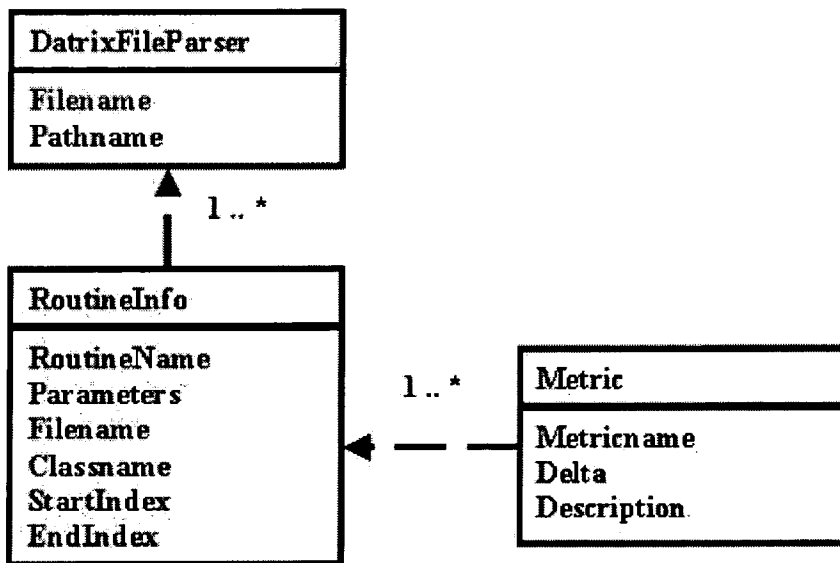 DatrixFileParser
Filename
Pathname
1 .. *
RoutineInfo
RoutineName
Parameters
Filename
Classname
StartIndex
EndIndex
1 .. *
Metric
Metricname
Delta
Description